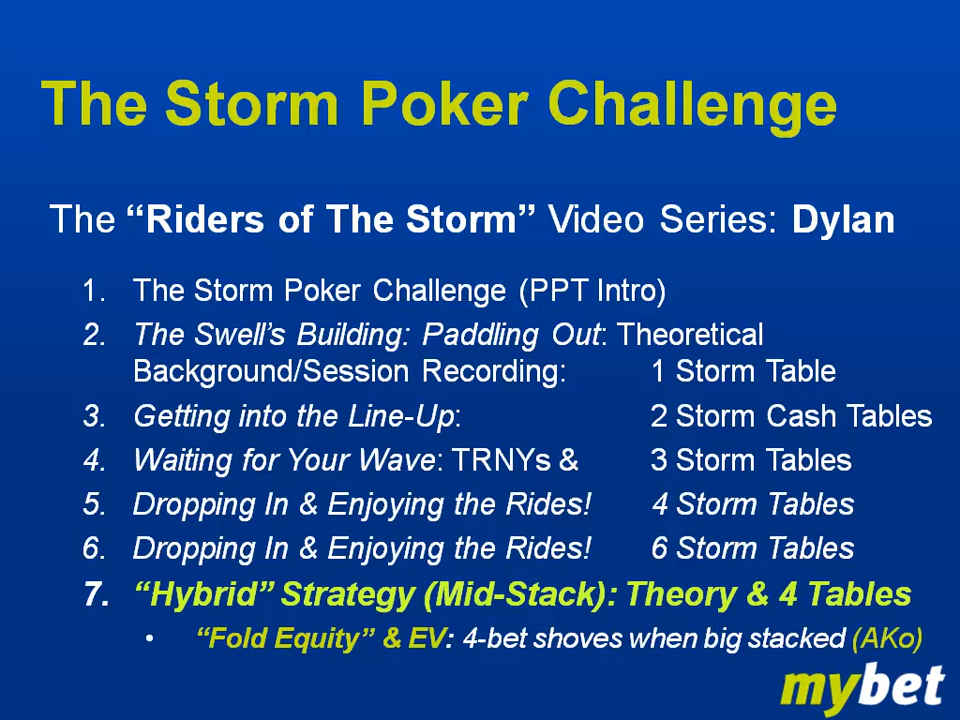 The Storm Poker Challenge
The “Riders of The Storm” Video Series: Dylan
1. The Storm Poker Challenge (PPT Intro)
2. The Swell’s Building: Paddling Out: Theoretical
Background/Session Recording: 1 Storm Table
3. Getting into the Line-Up: 2 Storm Cash Tables
4. Waiting for Your Wave: TRNYs & 3 Storm Tables
5. Dropping In & Enjoying the Rides! 4 Storm Tables
6. Dropping In & Enjoying the Rides! 6 Storm Tables
7. “Hybrid” Strategy (Mid-Stack): Theory & 4 Tables
• “Fold Equity” & EV: 4-bet shoves when big stacked (AKo)
mybet